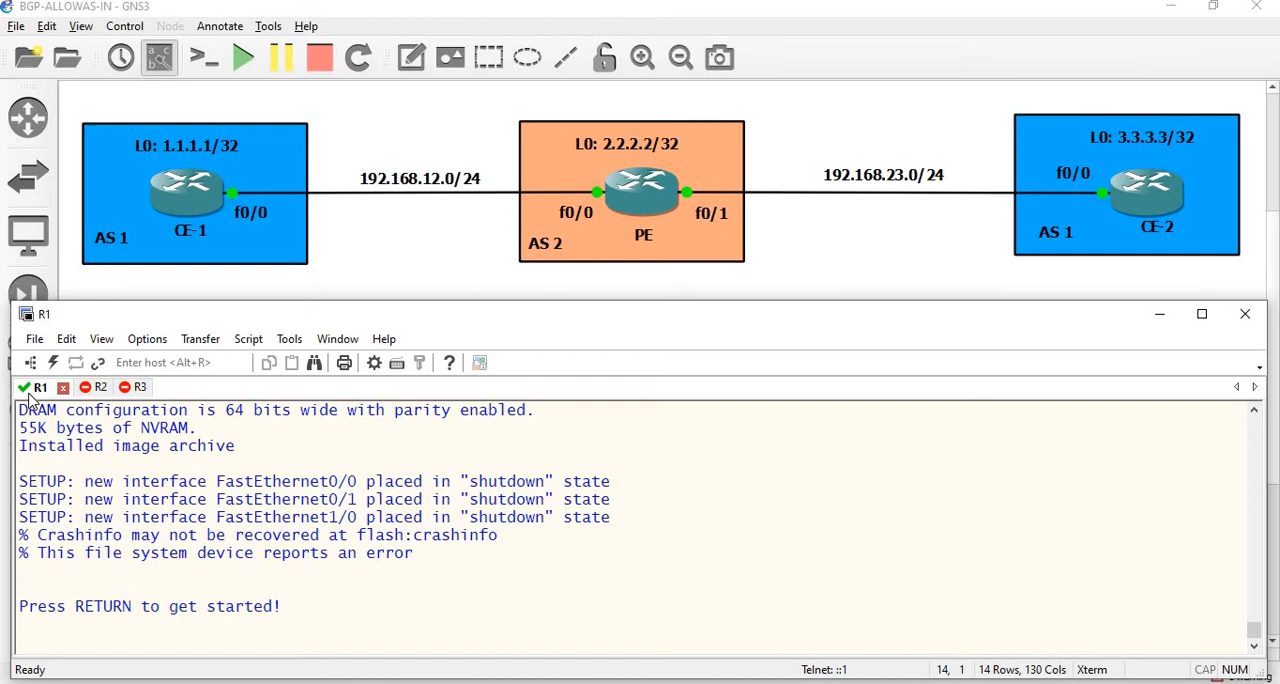 BGP-ALLOWAS-IN - GNS3
File Edit View Control Node Annotate Tools Help
L0: 1.1.1.1/32
192.168.12.0/24
f0/0
CE-1
AS 1
L0: 2.2.2.2/32
f0/0
f0/1
PE
AS 2
192.168.23.0/24
L0: 3.3.3.3/32
f0/0
AS 1
CE-2
R1
File Edit View Options Transfer Script Tools Window Help
Enter host <Alt+R>
R1 R2 R3
DRAM configuration is 64 bits wide with parity enabled.
55K bytes of NVRAM.
Installed image archive
SETUP: new interface FastEthernet0/0 placed in "shutdown" state
SETUP: new interface FastEthernet0/1 placed in "shutdown" state
SETUP: new interface FastEthernet1/0 placed in "shutdown" state
% Crashinfo may not be recovered at flash:crashinfo
% This file system device reports an error
Press RETURN to get started!
Ready Telnet: ::1 14, 1 14 Rows, 130 Cols Xterm CAP NUM